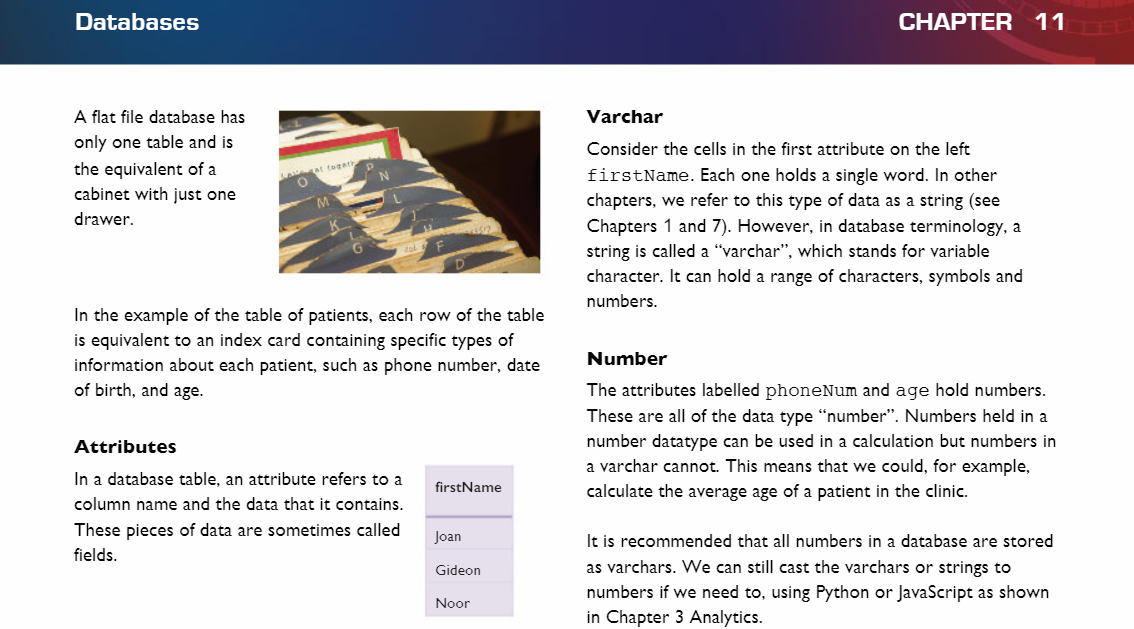 Databases
CHAPTER 11
A flat file database has
only one table and is
the equivalent of a
cabinet with just one
drawer.
O
N
M
L
K
J
H
G
F
D
In the example of the table of patients, each row of the table
is equivalent to an index card containing specific types of
information about each patient, such as phone number, date
of birth, and age.
Attributes
In a database table, an attribute refers to a
column name and the data that it contains.
These pieces of data are sometimes called
fields.
firstName
Joan
Gideon
Noor
Varchar
Consider the cells in the first attribute on the left
firstName. Each one holds a single word. In other
chapters, we refer to this type of data as a string (see
Chapters 1 and 7). However, in database terminology, a
string is called a “varchar”, which stands for variable
character. It can hold a range of characters, symbols and
numbers.
Number
The attributes labelled phoneNum and age hold numbers.
These are all of the data type “number”. Numbers held in a
number datatype can be used in a calculation but numbers in
a varchar cannot. This means that we could, for example,
calculate the average age of a patient in the clinic.
It is recommended that all numbers in a database are stored
as varchars. We can still cast the varchars or strings to
numbers if we need to, using Python or JavaScript as shown
in Chapter 3 Analytics.